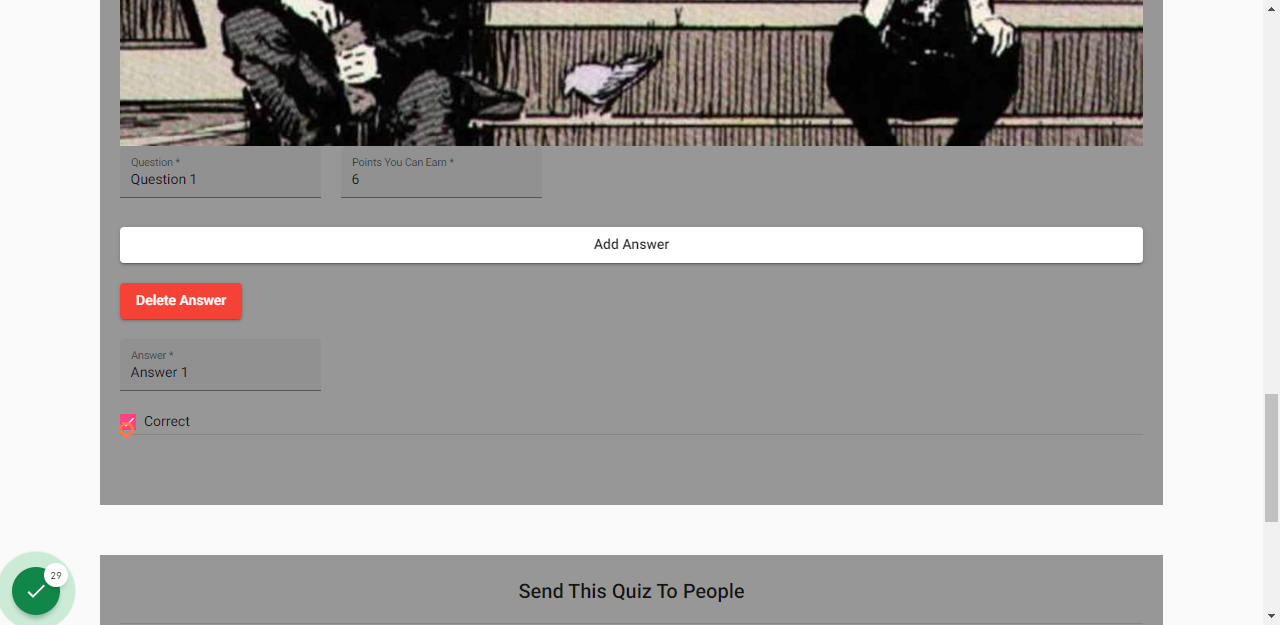 Question *
Question 1
Points You Can Earn *
6
Add Answer
Delete Answer
Answer *
Answer 1
Correct
29
Send This Quiz To People